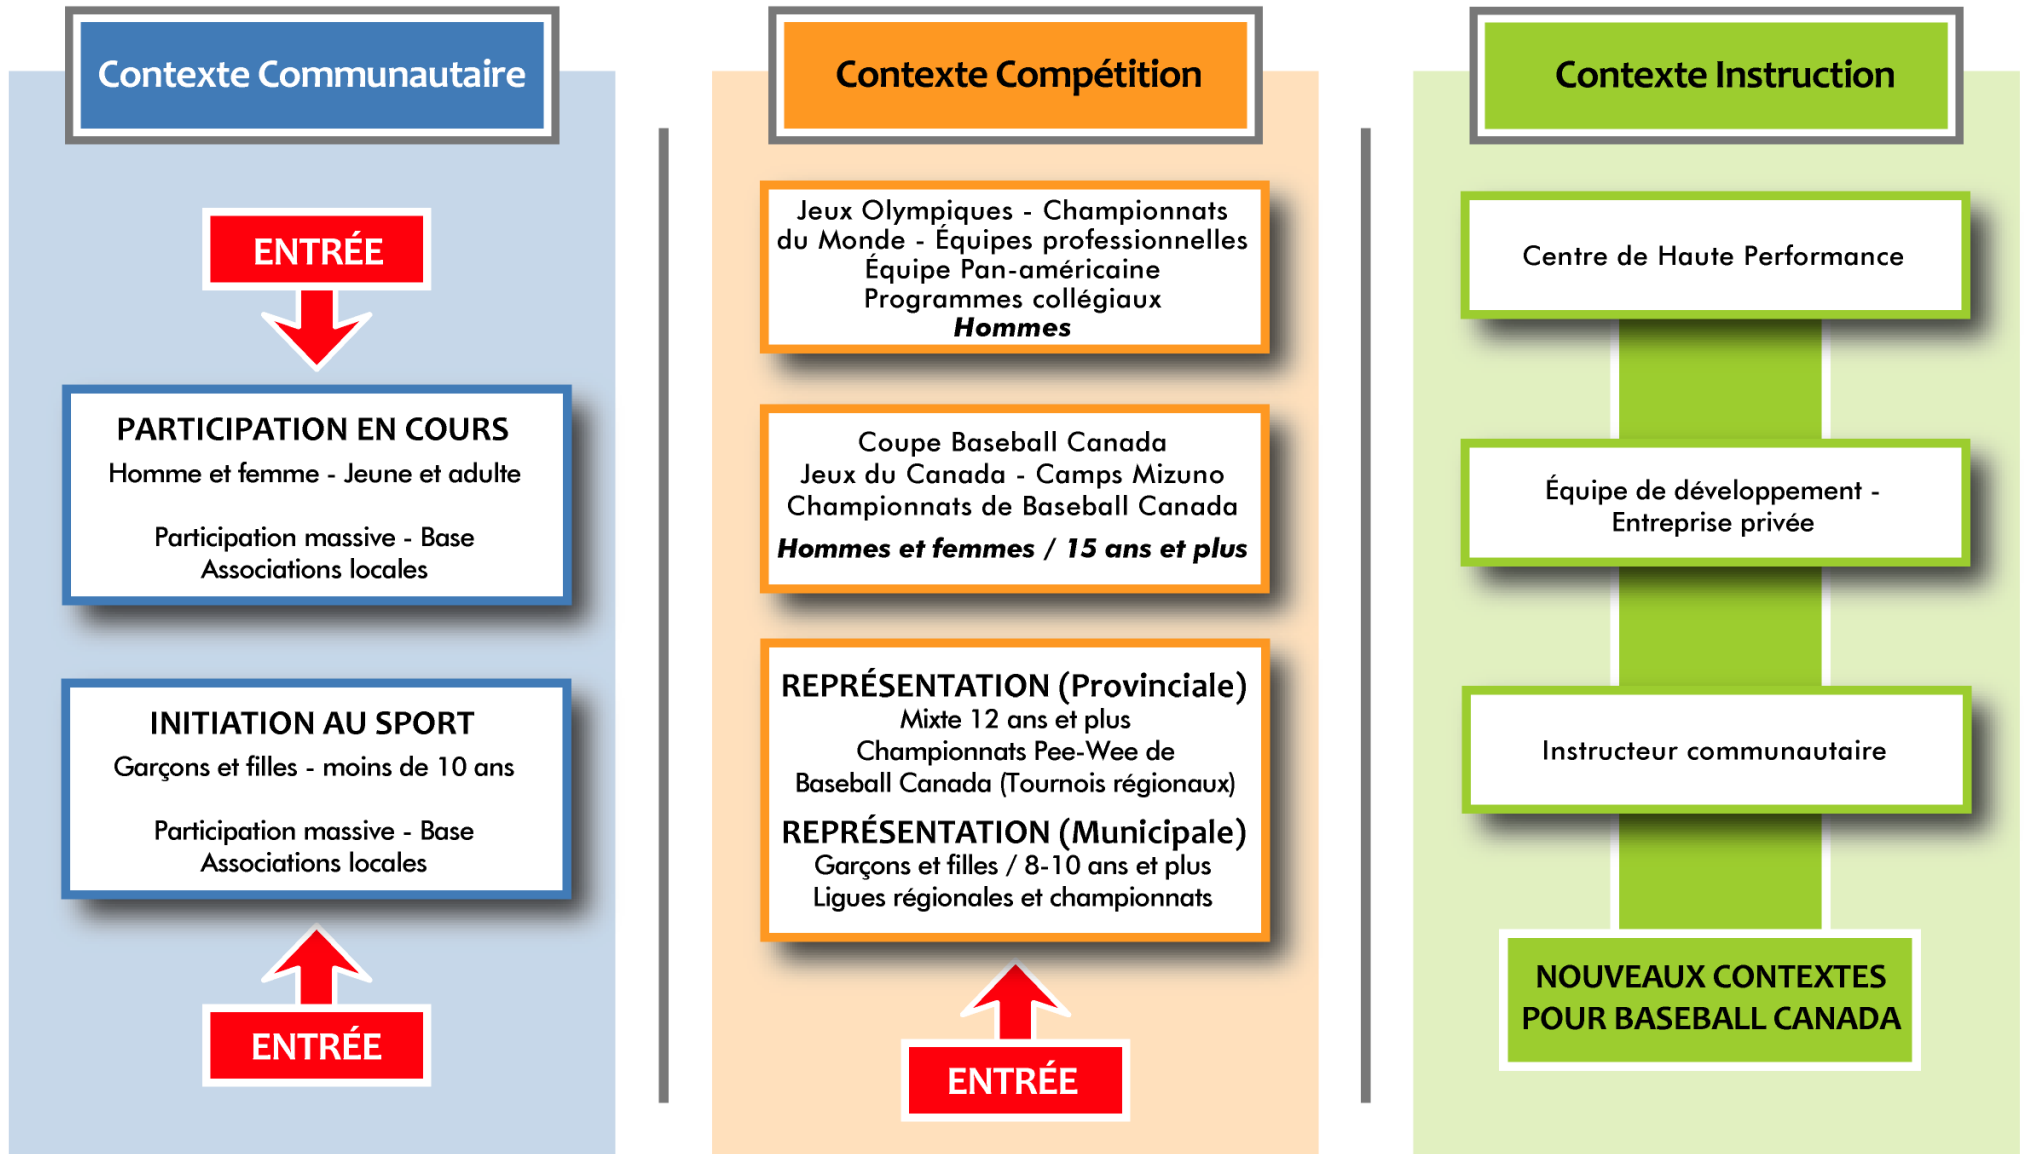 Contexte Communautaire
ENTRÉE
PARTICIPATION EN COURS
Homme et femme - Jeune et adulte
Participation massive - Base
Associations locales
INITIATION AU SPORT
Garçons et filles - moins de 10 ans
Participation massive - Base
Associations locales
ENTRÉE
Contexte Compétition
Jeux Olympiques - Championnats
du Monde - Équipes professionnelles
Équipe Pan-américaine
Programmes collégiaux
Hommes
Coupe Baseball Canada
Jeux du Canada - Camps Mizuno
Championnats de Baseball Canada
Hommes et femmes / 15 ans et plus
REPRÉSENTATION (Provinciale)
Mixte 12 ans et plus
Championnats Pee-Wee de
Baseball Canada (Tournois régionaux)
REPRÉSENTATION (Municipale)
Garçons et filles / 8-10 ans et plus
Ligues régionales et championnats
ENTRÉE
Contexte Instruction
Centre de Haute Performance
Équipe de développement -
Entreprise privée
Instructeur communautaire
NOUVEAUX CONTEXTES
POUR BASEBALL CANADA